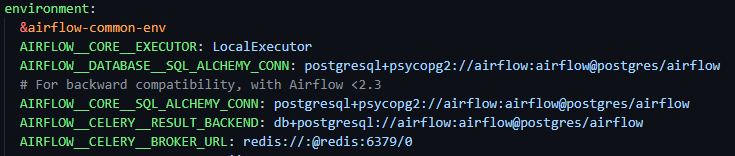 environment:
&airflow-common-env
AIRFLOW__CORE__EXECUTOR: LocalExecutor
AIRFLOW__DATABASE__SQL_ALCHEMY_CONN: postgresql+psycopg2://airflow:airflow@postgres/airflow
# For backward compatibility, with Airflow <2.3
AIRFLOW__CORE__SQL_ALCHEMY_CONN: postgresql+psycopg2://airflow:airflow@postgres/airflow
AIRFLOW__CELERY__RESULT_BACKEND: db+postgresql://airflow:airflow@postgres/airflow
AIRFLOW__CELERY__BROKER_URL: redis://:@redis:6379/0